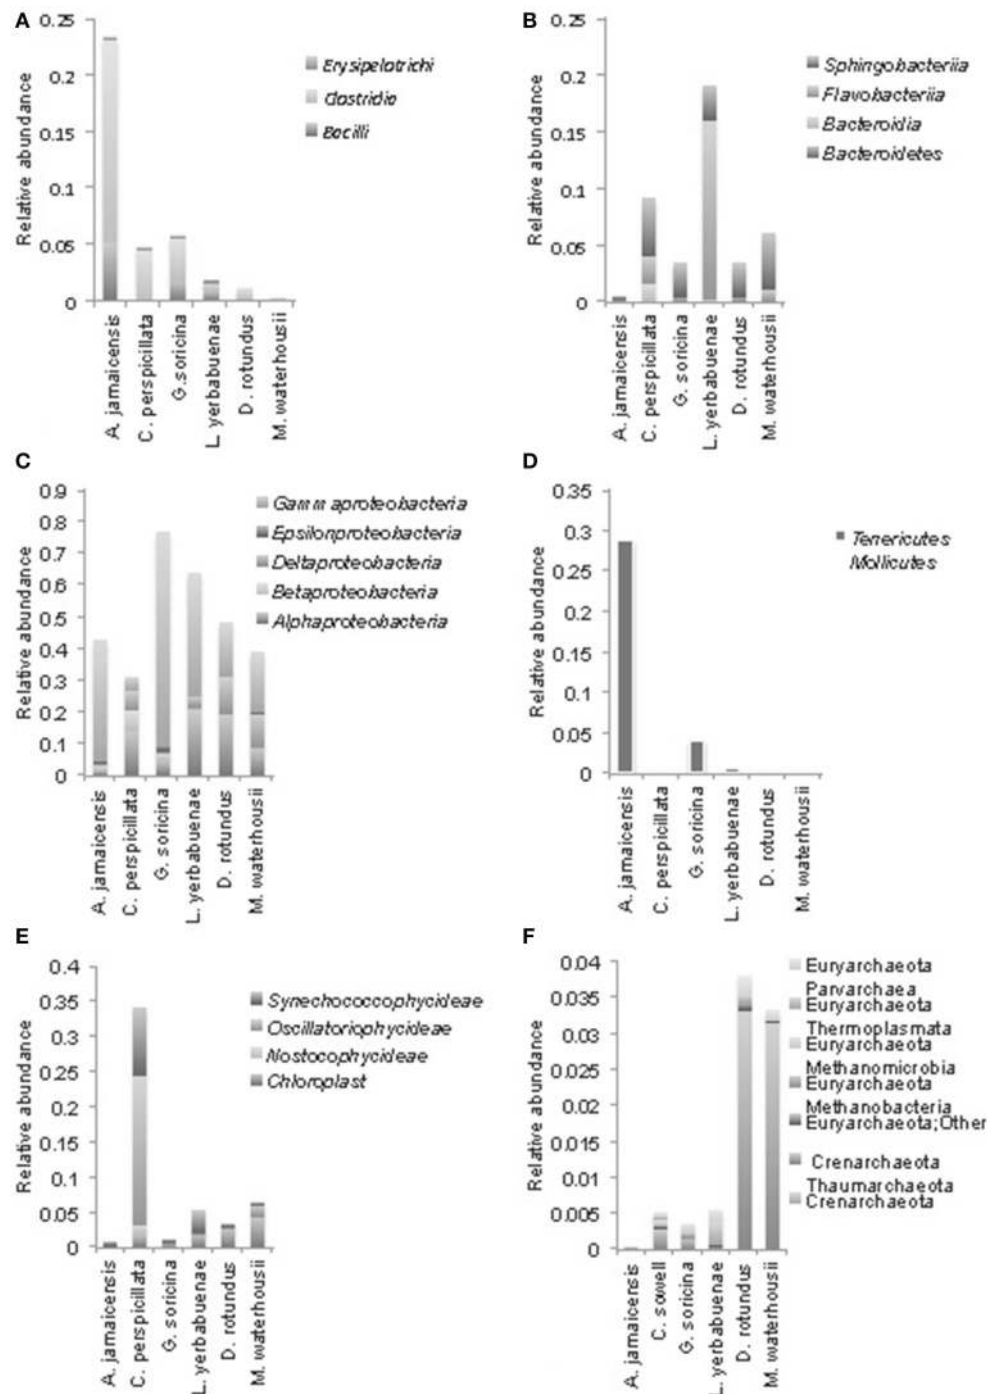 A
Relative abundance
0.25
0.2
0.15
0.1
0.05
0
A. jamaicensis
C. perspicillata
G.soricina
L. yerbabuenae
D. rotundus
M. waterhousii
Erysipelotrichi
Clostridia
Bacilli
B
Relative abundance
0.25
0.2
0.15
0.1
0.05
0
A. jamaicensis
C. perspicillata
G. soricina
L. yerbabuenae
D. rotundus
M. waterhousii
Sphingobacteriia
Flavobacteriia
Bacteroidia
Bacteroidetes
C
Relative abundance
0.9
0.8
0.7
0.6
0.5
0.4
0.3
0.2
0.1
0
A. jamaicensis
C. perspicillata
G. soricina
L. yerbabuenae
D. rotundus
M. waterhousii
Gammaproteobacteria
Epsilonproteobacteria
Deltaproteobacteria
Betaproteobacteria
Alphaproteobacteria
D
Relative abundance
0.35
0.3
0.25
0.2
0.15
0.1
0.05
0
A. jamaicensis
C. perspicillata
G. soricina
L. yerbabuenae
D. rotundus
M. waterhousii
Tenericutes
Mollicutes
E
Relative abundance
0.4
0.35
0.3
0.25
0.2
0.15
0.1
0.05
0
A. jamaicensis
C. perspicillata
G. soricina
L. yerbabuenae
D. rotundus
M. waterhousii
Synechococcophycideae
Oscillatoriophycideae
Nostocophycideae
Chloroplast
F
Relative abundance
0.04
0.035
0.03
0.025
0.02
0.015
0.01
0.005
0
A. jamaicensis
C. sowell
G. soricina
L. yerbabuenae
D. rotundus
M. waterhousii
Euryarchaeota
Parvarchaea
Euryarchaeota
Thermoplasmata
Euryarchaeota
Methanomicrobia
Euryarchaeota
Methanobacteria
Euryarchaeota;Other
Crenarchaeota
Thaumarchaeota
Crenarchaeota